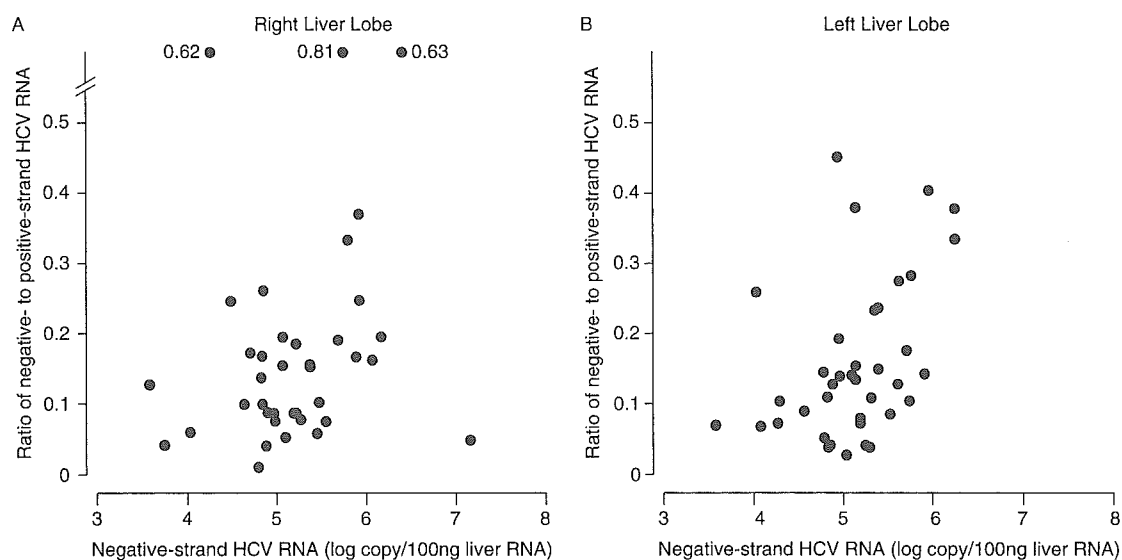 A
Right Liver Lobe
0.62
0.81
0.63
Ratio of negative- to positive-strand HCV RNA
0.5
0.4
0.3
0.2
0.1
0
3 4 5 6 7 8
Negative-strand HCV RNA (log copy/100ng liver RNA)
B
Left Liver Lobe
Ratio of negative- to positive-strand HCV RNA
0.5
0.4
0.3
0.2
0.1
0
3 4 5 6 7 8
Negative-strand HCV RNA (log copy/100ng liver RNA)